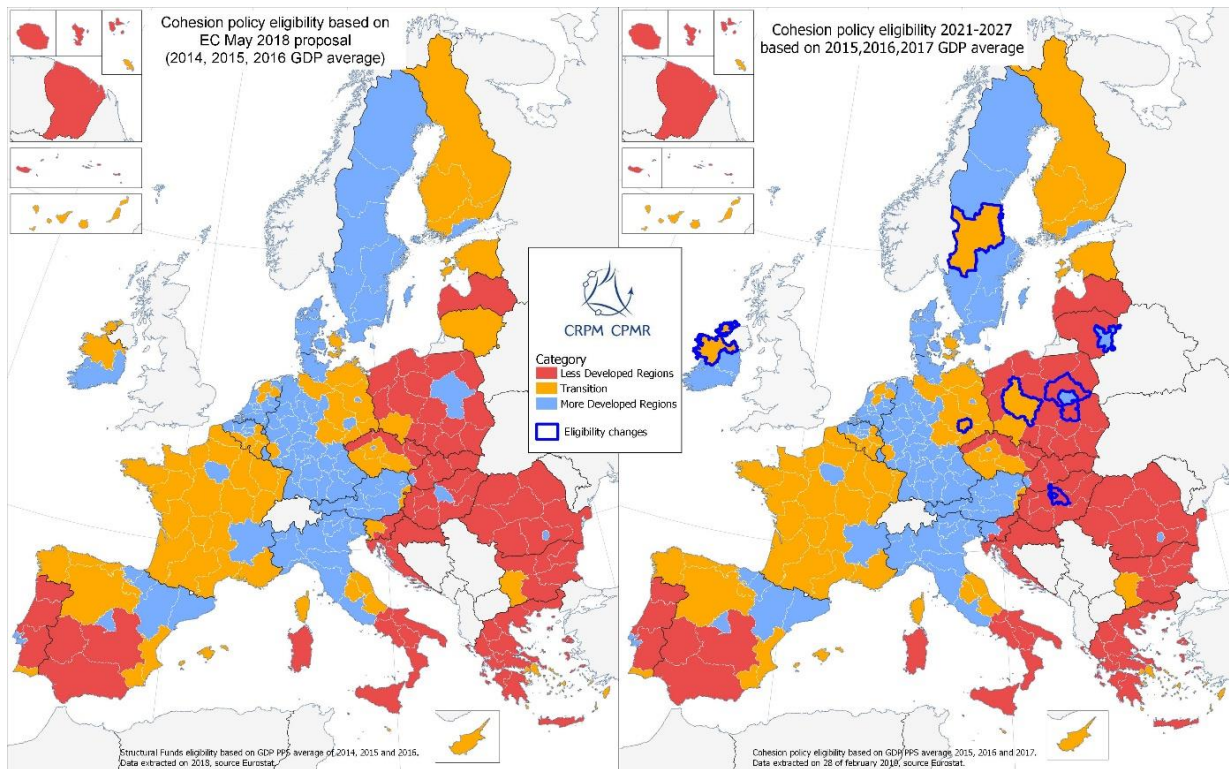 Cohesion policy eligibility based on
EC May 2018 proposal
(2014, 2015, 2016 GDP average)
Cohesion policy eligibility 2021-2027
based on 2015,2016,2017 GDP average
CRPM CPMR
Category
Less Developed Regions
Transition
More Developed Regions
Eligibility changes
Structural Funds eligibility based on GDP PPS average of 2014, 2015 and 2016.
Data extracted on 2018, source Eurostat.
Cohesion policy eligibility based on GDP PPS average 2015, 2016 and 2017.
Data extracted on 28 of february 2019, source Eurostat.